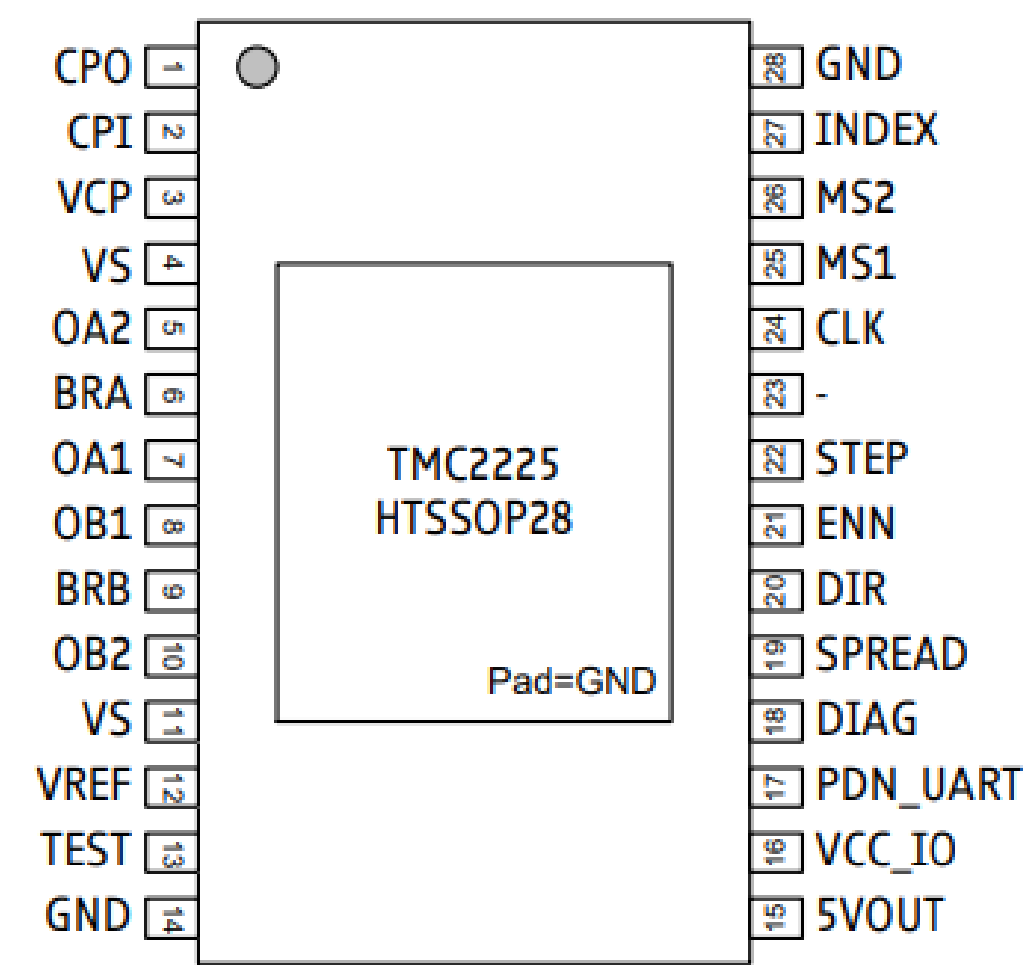 CPO 1
CPI 2
VCP 3
VS 4
OA2 5
BRA 6
OA1 7
OB1 8
BRB 9
OB2 10
VS 11
VREF 12
TEST 13
GND 14
TMC2225
HTSSOP28
Pad=GND
28 GND
27 INDEX
26 MS2
25 MS1
24 CLK
23 -
22 STEP
21 ENN
20 DIR
19 SPREAD
18 DIAG
17 PDN_UART
16 VCC_IO
15 5VOUT